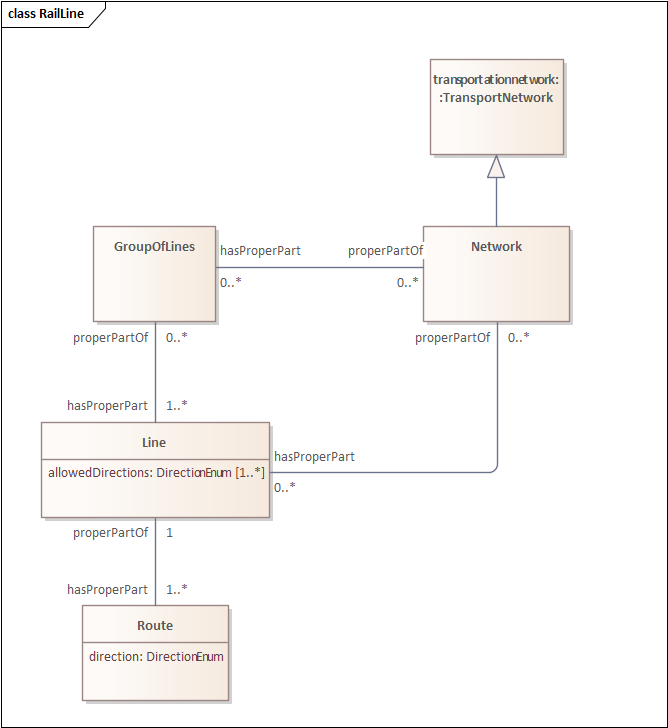 class RailLine
transportationnetwork:
:TransportNetwork
GroupOfLines
hasProperPart
properPartOf
Network
0..*
0..*
properPartOf
0..*
properPartOf
0..*
hasProperPart
1..*
Line
allowedDirections: DirectionEnum [1..*]
hasProperPart
0..*
properPartOf
1
hasProperPart
1..*
Route
direction: DirectionEnum